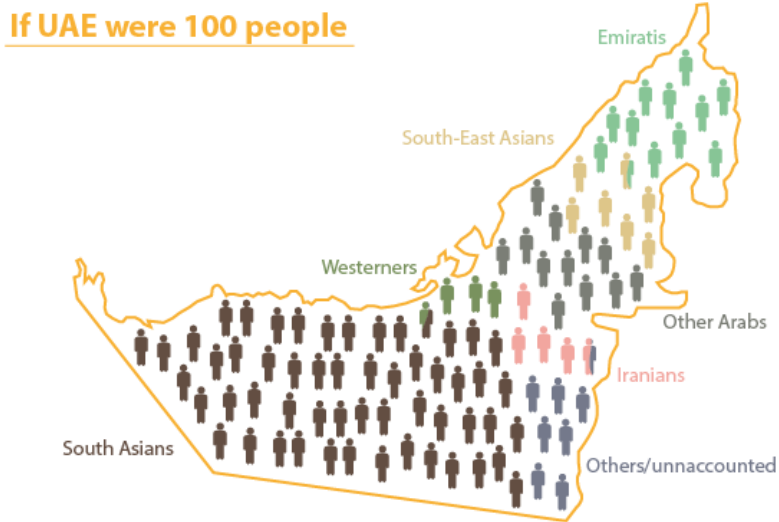 If UAE were 100 people
Emiratis
South-East Asians
Westerners
Other Arabs
Iranians
South Asians
Others/unnaccounted